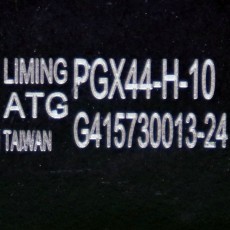 LIMING PGX44-H-10
ATG
TAIWAN G415730013-24